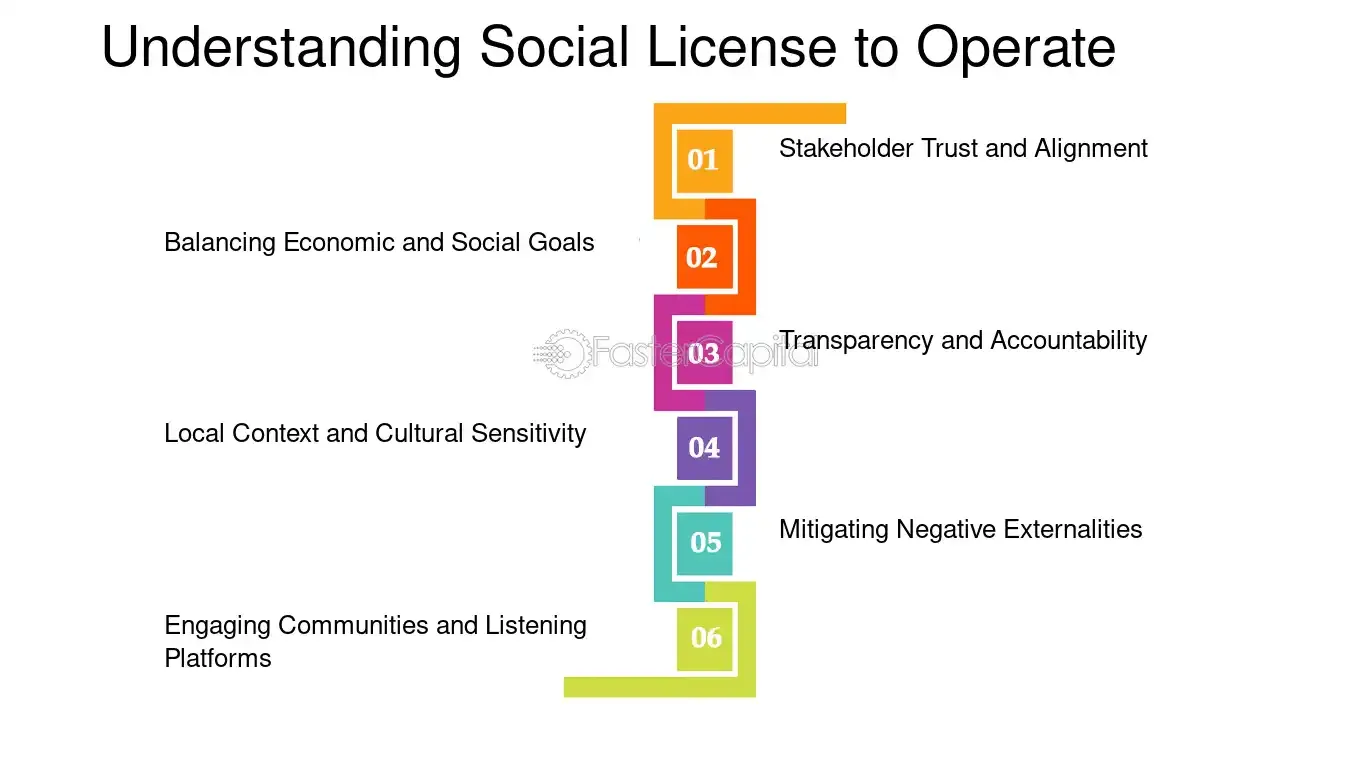 Understanding Social License to Operate
01
Stakeholder Trust and Alignment
Balancing Economic and Social Goals
02
FasterCapital
03
Transparency and Accountability
Local Context and Cultural Sensitivity
04
05
Mitigating Negative Externalities
Engaging Communities and Listening
Platforms
06